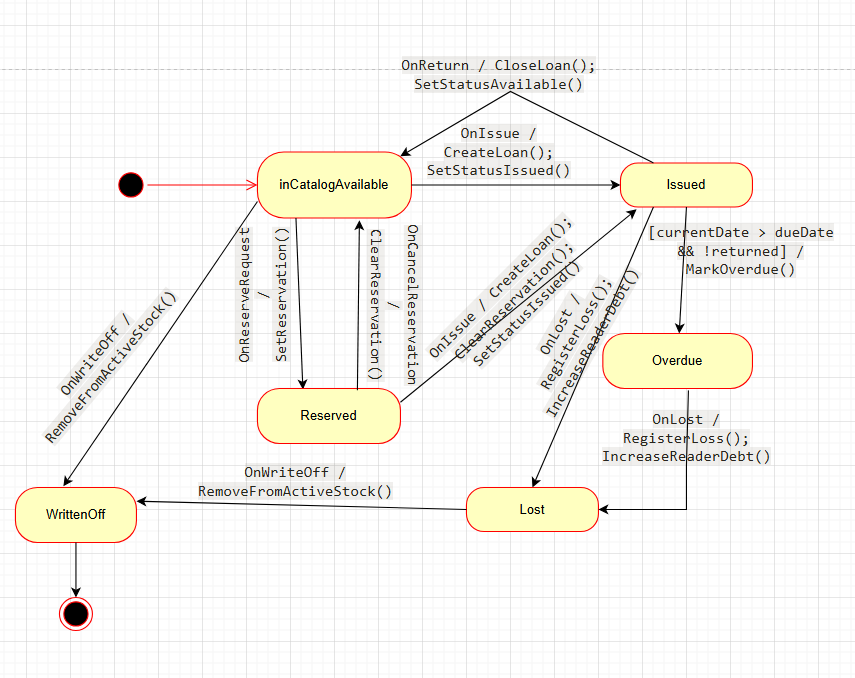 OnReturn / CloseLoan();
SetStatusAvailable()
OnIssue /
CreateLoan();
SetStatusIssued()
inCatalogAvailable
Issued
[currentDate > dueDate
&& !returned] /
MarkOverdue()
OnReserveRequest
/
SetReservation()
OnCancelReservation
/
ClearReservation()
OnIssue / CreateLoan();
ClearReservation();
SetStatusIssued()
OnLost /
RegisterLoss();
IncreaseReaderDebt()
OnWriteOff /
RemoveFromActiveStock()
Overdue
Reserved
OnLost /
RegisterLoss();
IncreaseReaderDebt()
OnWriteOff /
RemoveFromActiveStock()
WrittenOff
Lost